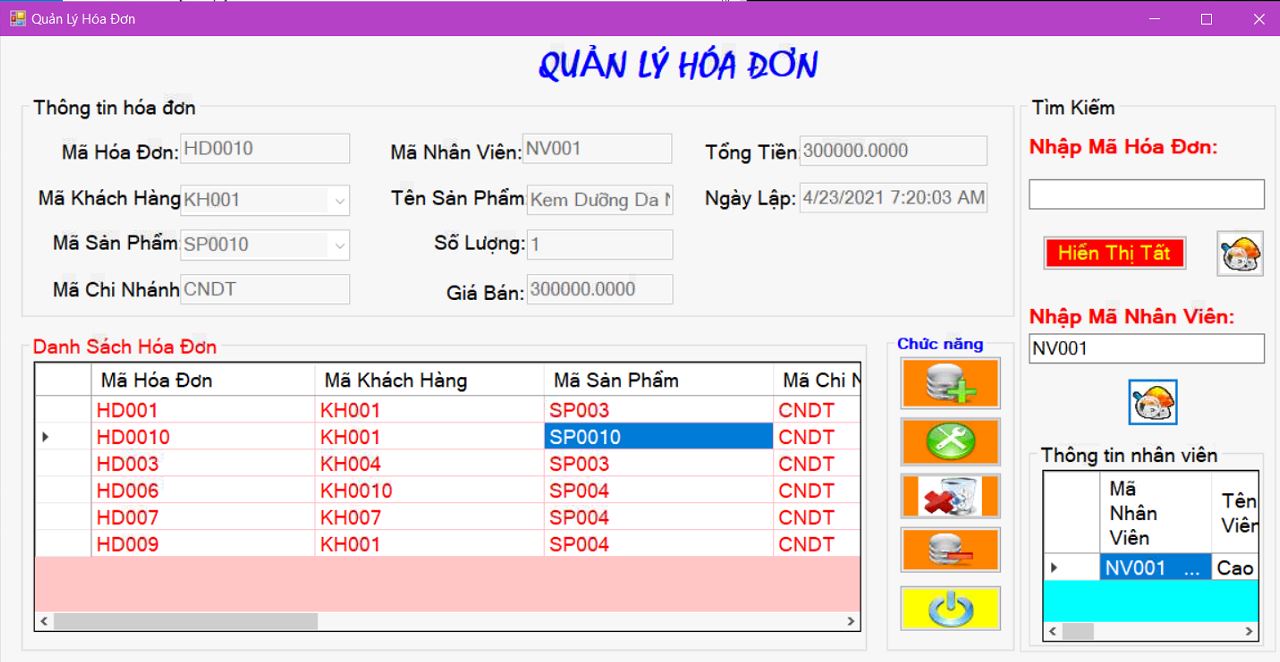 Quản Lý Hóa Đơn
QUẢN LÝ HÓA ĐƠN
Thông tin hóa đơn
Mã Hóa Đơn: HD0010
Mã Nhân Viên: NV001
Tổng Tiền: 300000.0000
Mã Khách Hàng KH001
Tên Sản Phẩm Kem Dưỡng Da
Ngày Lập: 4/23/2021 7:20:03 AM
Mã Sản Phẩm: SP0010
Số Lượng: 1
Mã Chi Nhánh CNDT
Giá Bán: 300000.0000
Tìm Kiếm
Nhập Mã Hóa Đơn:
Hiển Thị Tất
Nhập Mã Nhân Viên:
NV001
Danh Sách Hóa Đơn
Mã Hóa Đơn Mã Khách Hàng Mã Sản Phẩm Mã Chi
HD001 KH001 SP003 CNDT
HD0010 KH001 SP0010 CNDT
HD003 KH004 SP003 CNDT
HD006 KH0010 SP004 CNDT
HD007 KH007 SP004 CNDT
HD009 KH001 SP004 CNDT
Chức năng
Thông tin nhân viên
Mã
Nhân
Viên
Tên
Viên
NV001 ... Cao